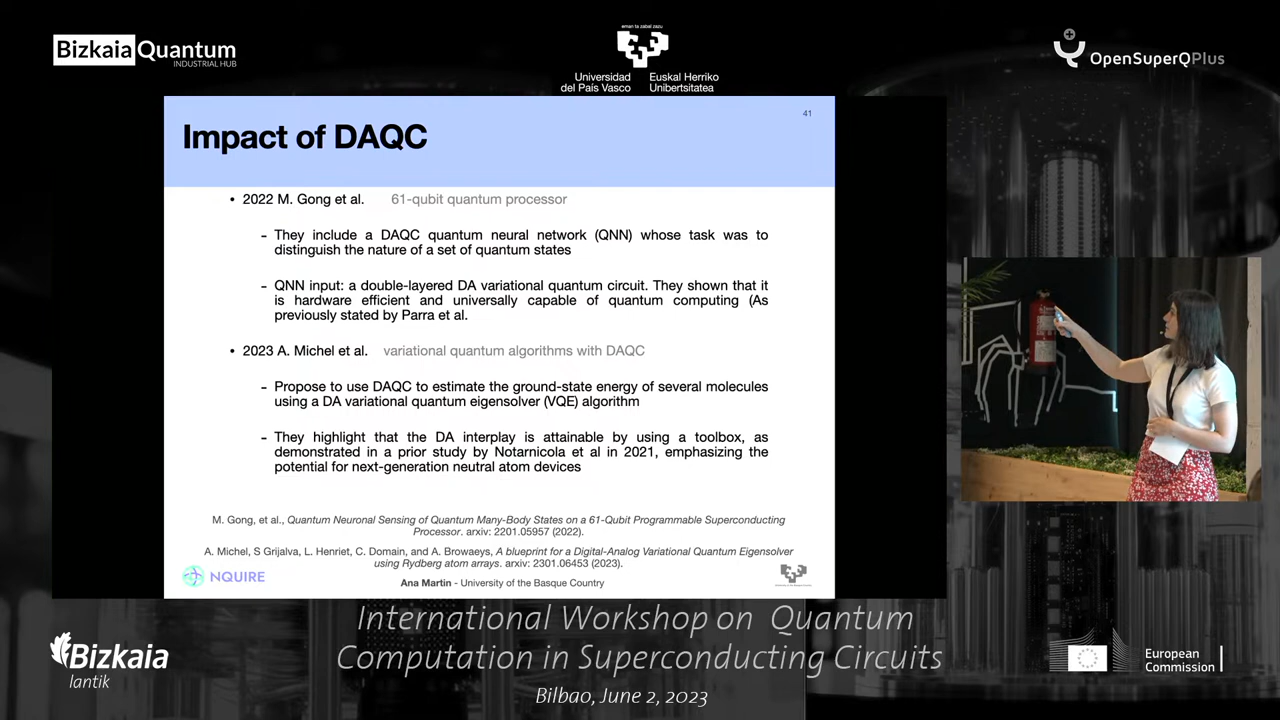 Bizkaia Quantum
INDUSTRIAL HUB
eman ta zabal zazu
Universidad
del País Vasco
Euskal Herriko
Unibertsitatea
OpenSuperQPlus
41
Impact of DAQC
• 2022 M. Gong et al. 61-qubit quantum processor
- They include a DAQC quantum neural network (QNN) whose task was to
distinguish the nature of a set of quantum states
- QNN input: a double-layered DA variational quantum circuit. They shown that it
is hardware efficient and universally capable of quantum computing (As
previously stated by Parra et al.
• 2023 A. Michel et al. variational quantum algorithms with DAQC
- Propose to use DAQC to estimate the ground-state energy of several molecules
using a DA variational quantum eigensolver (VQE) algorithm
- They highlight that the DA interplay is attainable by using a toolbox, as
demonstrated in a prior study by Notarnicola et al in 2021, emphasizing the
potential for next-generation neutral atom devices
M. Gong, et al., Quantum Neuronal Sensing of Quantum Many-Body States on a 61-Qubit Programmable Superconducting
Processor. arxiv: 2201.05957 (2022).
A. Michel, S Grijalva, L. Henriet, C. Domain, and A. Browaeys, A blueprint for a Digital-Analog Variational Quantum Eigensolver
using Rydberg atom arrays. arxiv: 2301.06453 (2023).
NQUIRE
Ana Martin - University of the Basque Country
International Workshop on Quantum
Computation in Superconducting Circuits
Bilbao, June 2, 2023
Bizkaia
lantik
European
Commission